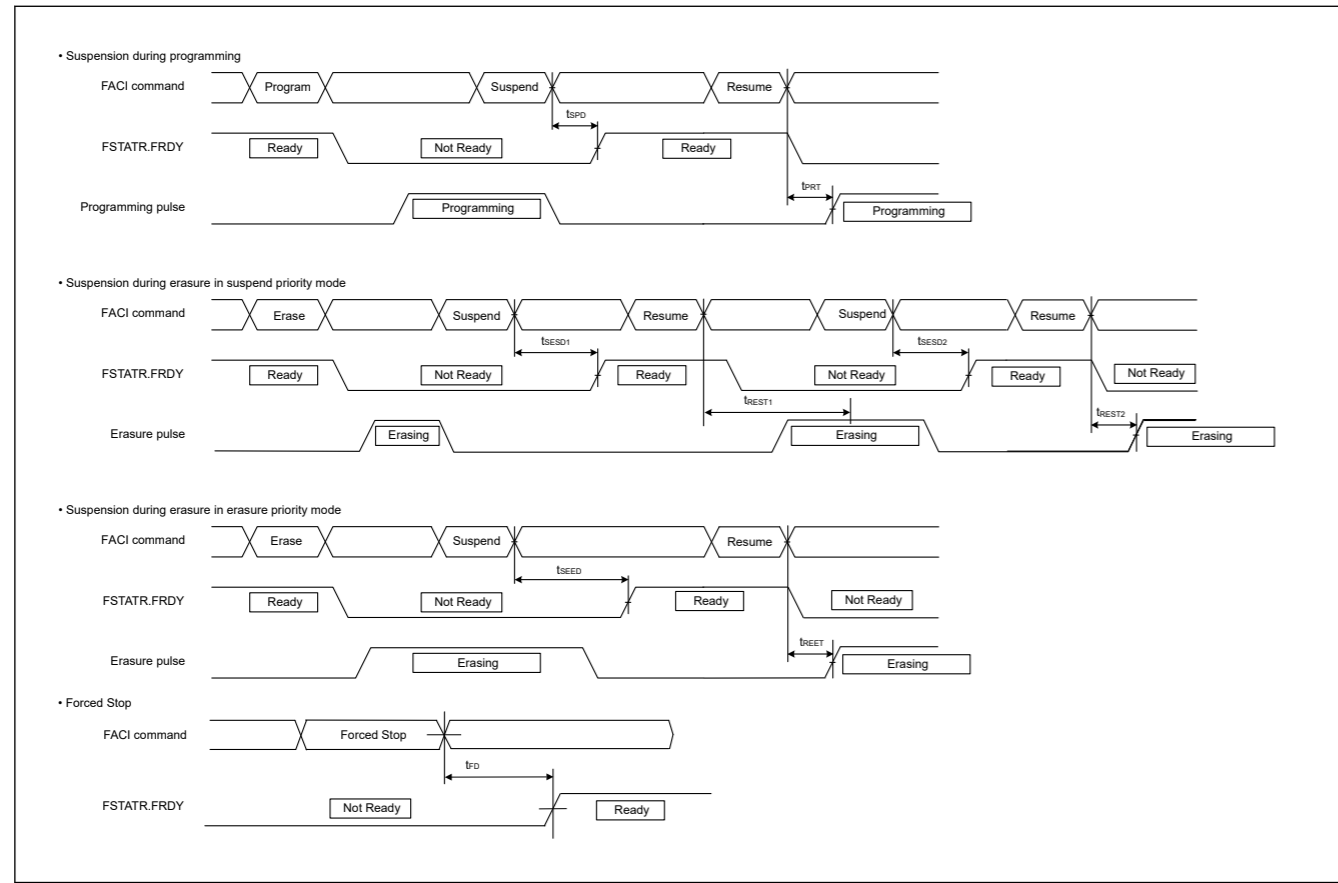 • Suspension during programming
FACI command Program Suspend Resume
tSPD
FSTATR.FRDY Ready Not Ready Ready
tPRT
Programming pulse Programming Programming
• Suspension during erasure in suspend priority mode
FACI command Erase Suspend Resume Suspend Resume
tSESD1 tSESD2
FSTATR.FRDY Ready Not Ready Ready Not Ready Ready Not Ready
tREST1 tREST2
Erasure pulse Erasing Erasing Erasing
• Suspension during erasure in erasure priority mode
FACI command Erase Suspend Resume
tSEED
FSTATR.FRDY Ready Not Ready Ready Not Ready
tREET
Erasure pulse Erasing Erasing
• Forced Stop
FACI command Forced Stop
tFD
FSTATR.FRDY Not Ready Ready